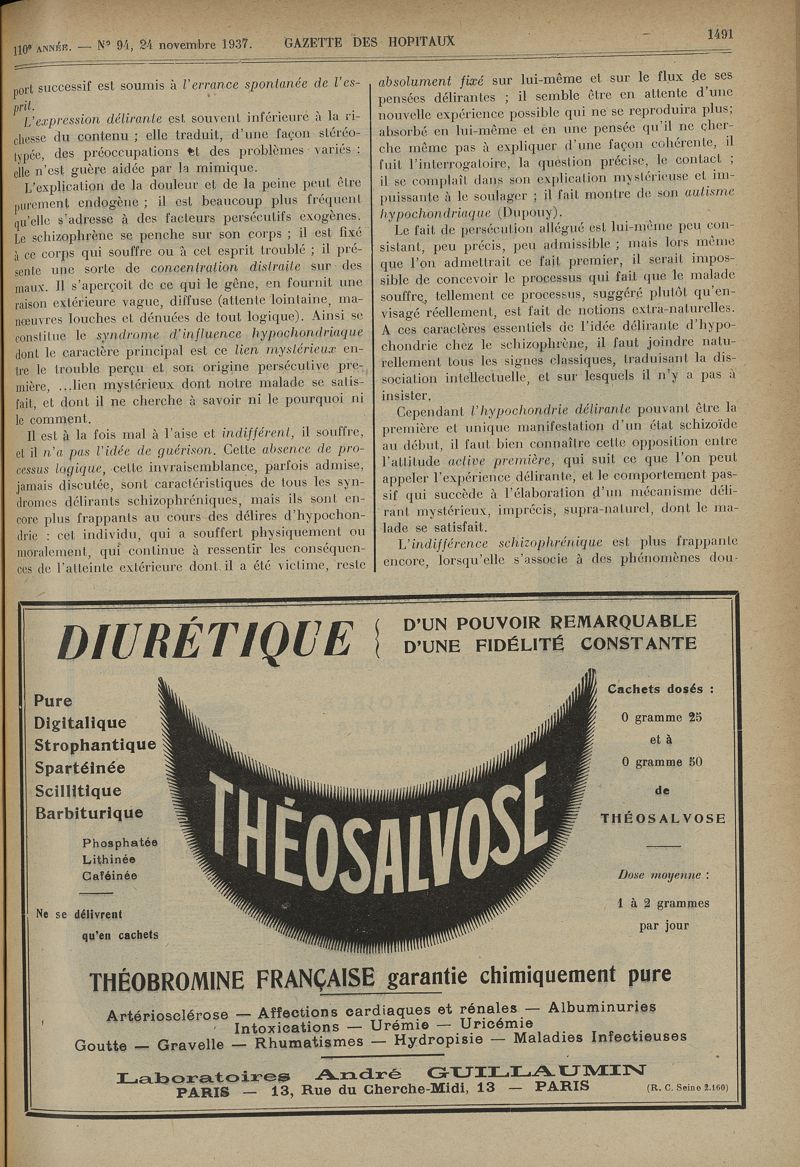 110e ANNÉE. — N° 94, 24 novembre 1937. GAZETTE DES HOPITAUX 1491
port successif est soumis à l'errance spontanée de l'es-
prit.
L'expression délirante est souvent inférieure à la ri-
chesse du contenu ; elle traduit, d'une façon stéréo-
typée, des préoccupations et des problèmes variés ;
elle n'est guère aidée par la mimique.
L'explication de la douleur et de la peine peut être
purement endogène ; il est beaucoup plus fréquent
qu'elle s'adresse à des facteurs persécutifs exogènes.
Le schizophrène se penche sur son corps ; il est fixé
à ce corps qui souffre ou à cet esprit troublé ; il pré-
sente une sorte de concentration distraite sur des
maux. Il s'aperçoit de ce qui le gêne, en fournit une
raison extérieure vague, diffuse (attente lointaine, ma-
nœuvres louches et dénuées de tout logique). Ainsi se
constitue le syndrome d'influence hypochondriaque
dont le caractère principal est ce lien mystérieux en-
tre le trouble perçu et son origine persécutive pre-
mière, ...lien mystérieux dont notre malade se satis-
fait, et dont il ne cherche à savoir ni le pourquoi ni
le comment.
Il est à la fois mal à l'aise et indifférent, il souffre,
et il n'a pas l'idée de guérison. Cette absence de pro-
cessus logique, cette invraisemblance, parfois admise,
jamais discutée, sont caractéristiques de tous les syn-
dromes délirants schizophréniques, mais ils sont en-
core plus frappants au cours des délires d'hypochon-
drie : cet individu, qui a souffert physiquement ou
moralement, qui continue à ressentir les conséquen-
ces de l'atteinte extérieure dont il a été victime, reste
absolument fixé sur lui-même et sur le flux de ses
pensées délirantes ; il semble être en attente d'une
nouvelle expérience possible qui ne se reproduira plus;
absorbé en lui-même et en une pensée qu'il ne cher-
che même pas à expliquer d'une façon cohérente, il
fuit l'interrogatoire, la question précise, le contact ;
il se complaît dans son explication mystérieuse et im-
puissante à le soulager ; il fait montre de son autisme
hypochondriaque (Dupouy).
Le fait de persécution allégué est lui-même peu con-
sistant, peu précis, peu admissible ; mais lors même
que l'on admettrait ce fait premier, il serait impos-
sible de concevoir le processus qui fait que le malade
souffre, tellement ce processus, suggéré plutôt qu'en-
visagé réellement, est fait de notions extra-naturelles.
A ces caractères essentiels de l'idée délirante d'hypo-
chondrie chez le schizophrène, il faut joindre natu-
rellement tous les signes classiques, traduisant la dis-
sociation intellectuelle, et sur lesquels il n'y a pas à
insister.
Cependant l'hypochondrie délirante pouvant être la
première et unique manifestation d'un état schizoïde
au début, il faut bien connaître cette opposition entre
l'attitude active première, qui suit ce que l'on peut
appeler l'expérience délirante, et le comportement pas-
sif qui succède à l'élaboration d'un mécanisme déli-
rant mystérieux, imprécis, supra-naturel, dont le ma-
lade se satisfait.
L'indifférence schizophrénique est plus frappante
encore, lorsqu'elle s'associe à des phénomènes dou-
DIURÉTIQUE
D'UN POUVOIR REMARQUABLE
D'UNE FIDÉLITÉ CONSTANTE
Pure
Digitalique
Strophantique
Spartéinée
Scillitique
Barbiturique
Phosphatée
Lithinée
Caféinée
Ne se délivrent
qu'en cachets
THÉOSALVOSE
Cachets dosés :
0 gramme 25
et à
0 gramme 50
de
THÉOSALVOSE
Dose moyenne :
1 à 2 grammes
par jour
THÉOBROMINE FRANÇAISE garantie chimiquement pure
Artériosclérose — Affections cardiaques et rénales — Albuminuries
Intoxications — Urémie — Uricémie
Goutte — Gravelle — Rhumatismes — Hydropisie — Maladies Infectieuses
Laboratoires André GUILLAUMIN
PARIS — 13, Rue du Cherche-Midi, 13 — PARIS (R. C. Seine 2.160)